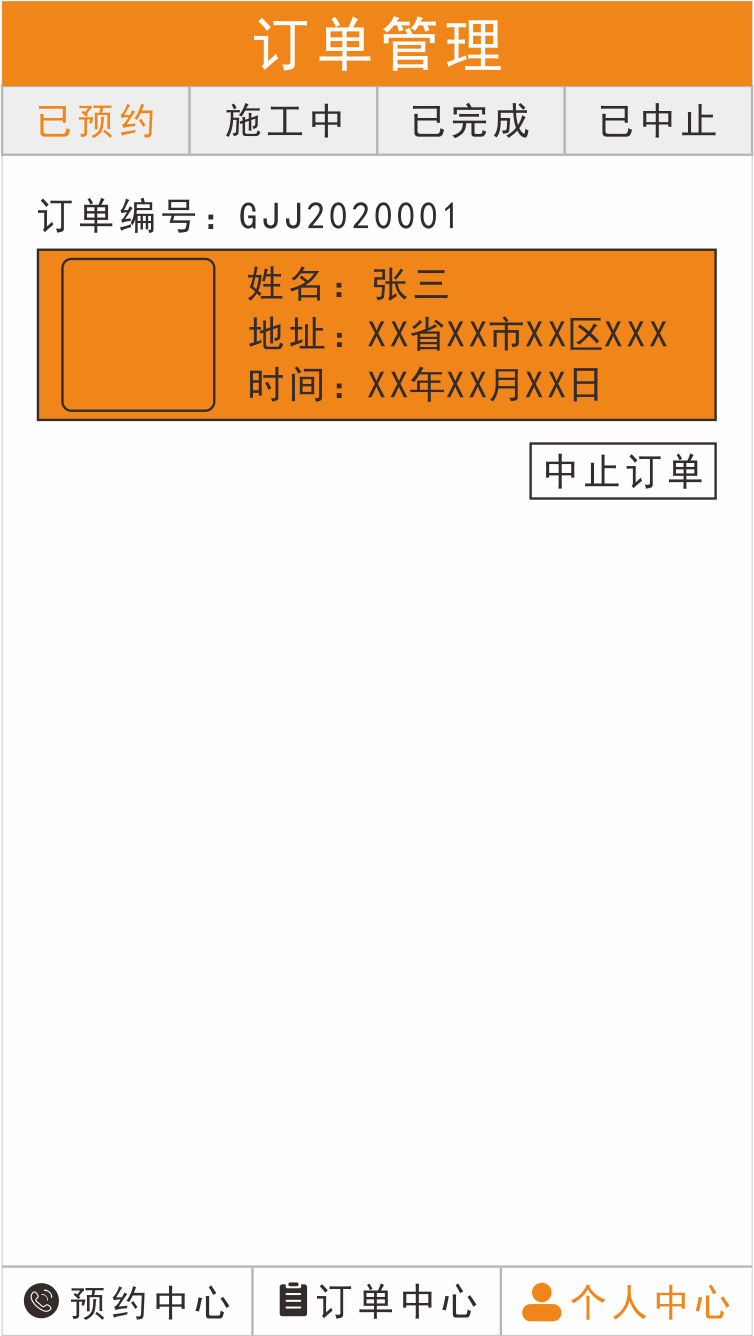 订单管理
已预约 施工中 已完成 已中止
订单编号：GJJ2020001
姓名：张三
地址：XX省XX市XX区XXX
时间：XX年XX月XX日
中止订单
预约中心 订单中心 个人中心